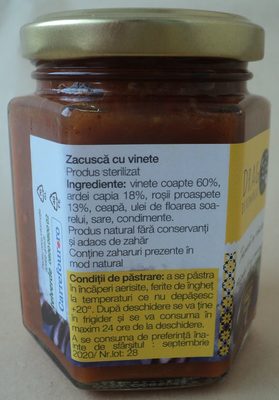 Zacuscă cu vinete
Produs sterilizat
Ingrediente: vinete coapte 60%,
ardei capia 18%, roșii proaspete
13%, ceapă, ulei de floarea soa-
relui, sare, condimente.
Produs natural fără conservanți
și adaos de zahăr
Conține zaharuri prezente în
mod natural
Condiții de păstrare: a se păstra
în încăperi aerisite, ferite de îngheț
la temperaturi ce nu depășesc
+20°. După deschidere se va ține
în frigider și se va consuma în
maxim 24 ore de la deschidere.
A se consuma de preferință îna-
inte de sfârșitul : septembrie
2020/ Nr.lot: 28
carrefour.ro